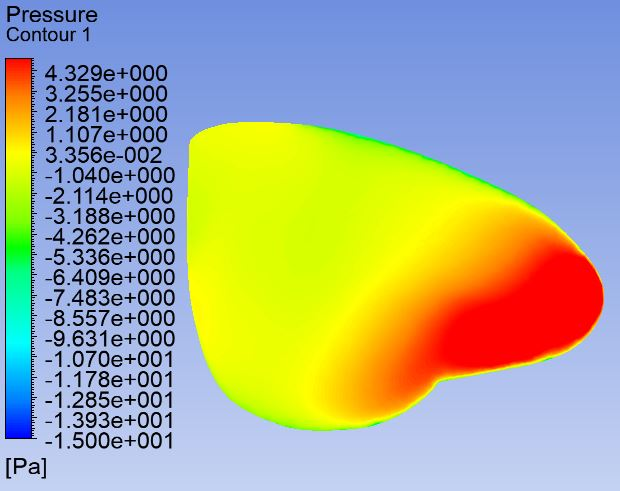 Pressure
Contour 1
4.329e+000
3.255e+000
2.181e+000
1.107e+000
3.356e-002
-1.040e+000
-2.114e+000
-3.188e+000
-4.262e+000
-5.336e+000
-6.409e+000
-7.483e+000
-8.557e+000
-9.631e+000
-1.070e+001
-1.178e+001
-1.285e+001
-1.393e+001
-1.500e+001
[Pa]